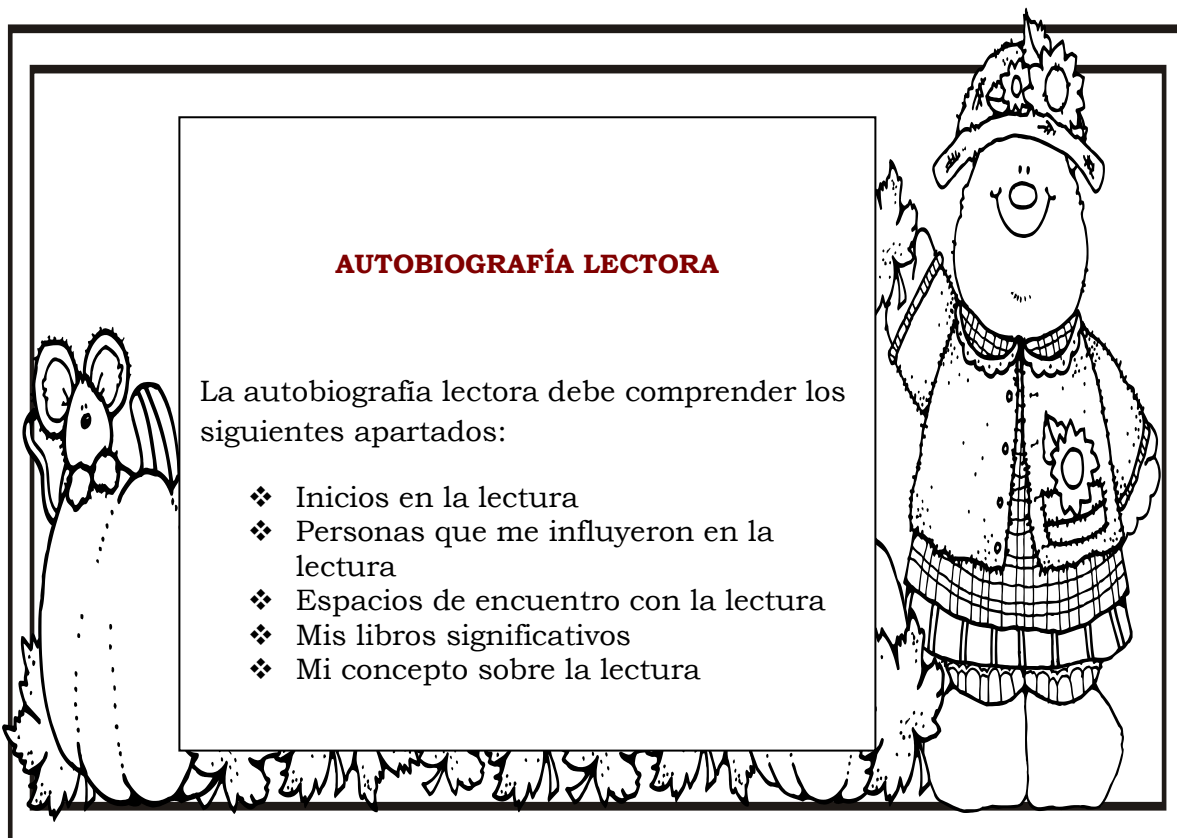 AUTOBIOGRAFÍA LECTORA
La autobiografía lectora debe comprender los
siguientes apartados:
❖ Inicios en la lectura
❖ Personas que me influyeron en la
lectura
❖ Espacios de encuentro con la lectura
❖ Mis libros significativos
❖ Mi concepto sobre la lectura